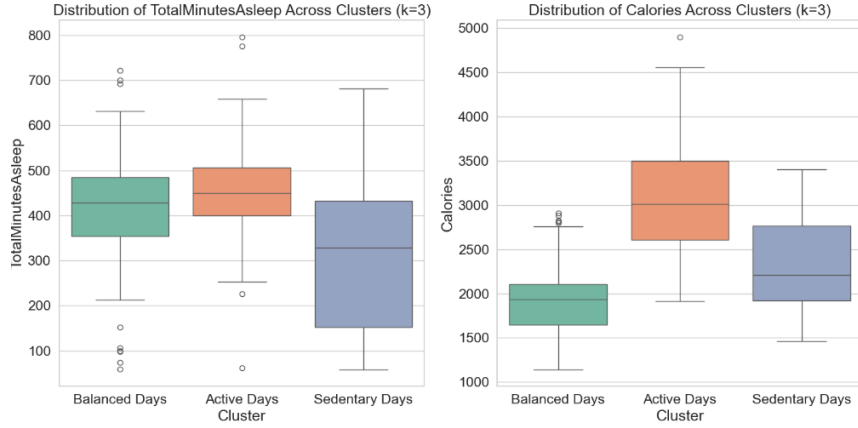 Distribution of TotalMinutesAsleep Across Clusters (k=3)
800
700
600
500
400
300
200
100
TotalMinutesAsleep
Balanced Days
Active Days
Sedentary Days
Cluster
Distribution of Calories Across Clusters (k=3)
5000
4500
4000
3500
3000
2500
2000
1500
1000
Calories
Balanced Days
Active Days
Sedentary Days
Cluster